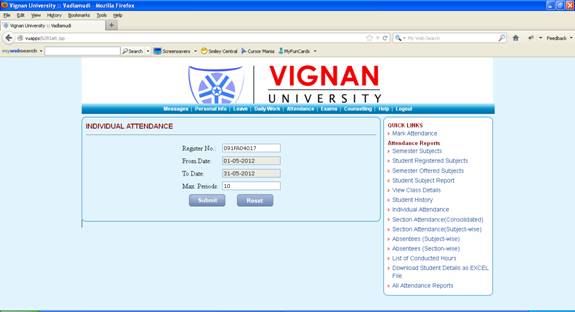 Vignan University :: Vadlamudi - Mozilla Firefox
File Edit View History Bookmarks Tools Help
Vignan University :: Vadlamudi +
My Web Search Feedback
mywebsearch Search Screensavers Smiley Central Cursor Mania MyFunCards
VIGNAN
UNIVERSITY
Messages | Personal Info | Leave | Daily Work | Attendance | Exams | Counselling | Help | Logout
INDIVIDUAL ATTENDANCE
Register No.: 091FA04017
From Date: 01-05-2012
To Date: 31-05-2012
Max. Periods: 10
Submit Reset
QUICK LINKS
Mark Attendance
Attendance Reports
Semester Subjects
Student Registered Subjects
Semester Offered Subjects
Student Subject Report
View Class Details
Student History
Individual Attendance
Section Attendance(Consolidated)
Section Attendance(Subject-wise)
Absentees (Subject-wise)
Absentees (Section-wise)
List of Conducted Hours
Download Student Details as EXCEL
File
All Attendance Reports